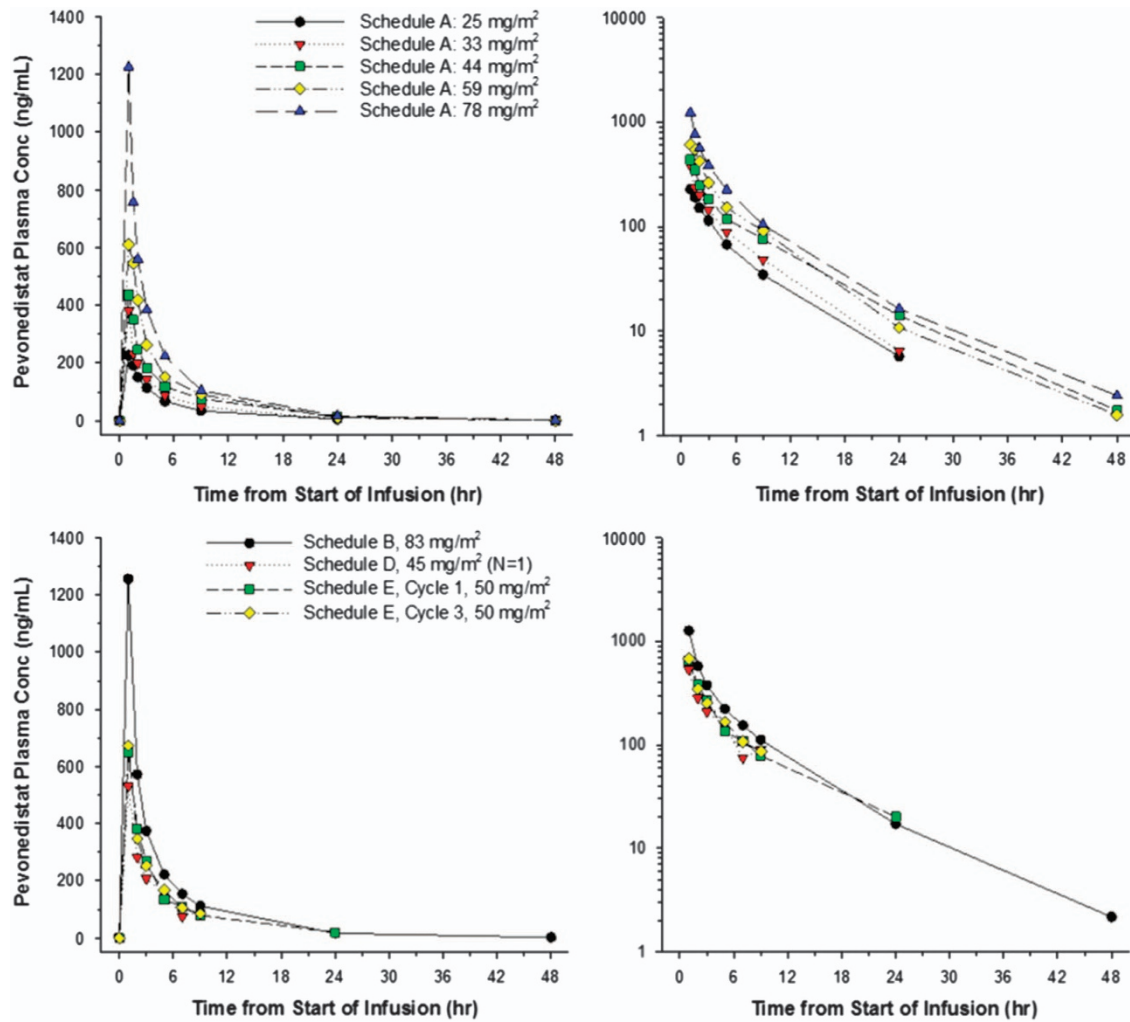 1400
1200
1000
800
600
400
200
0
Pevonedistat Plasma Conc (ng/mL)
Schedule A: 25 mg/m²
Schedule A: 33 mg/m²
Schedule A: 44 mg/m²
Schedule A: 59 mg/m²
Schedule A: 78 mg/m²
0 6 12 18 24 30 36 42 48
Time from Start of Infusion (hr)
10000
1000
100
10
1
0 6 12 18 24 30 36 42 48
Time from Start of Infusion (hr)
1400
1200
1000
800
600
400
200
0
Pevonedistat Plasma Conc (ng/mL)
Schedule B, 83 mg/m²
Schedule D, 45 mg/m² (N=1)
Schedule E, Cycle 1, 50 mg/m²
Schedule E, Cycle 3, 50 mg/m²
0 6 12 18 24 30 36 42 48
Time from Start of Infusion (hr)
10000
1000
100
10
1
0 6 12 18 24 30 36 42 48
Time from Start of Infusion (hr)